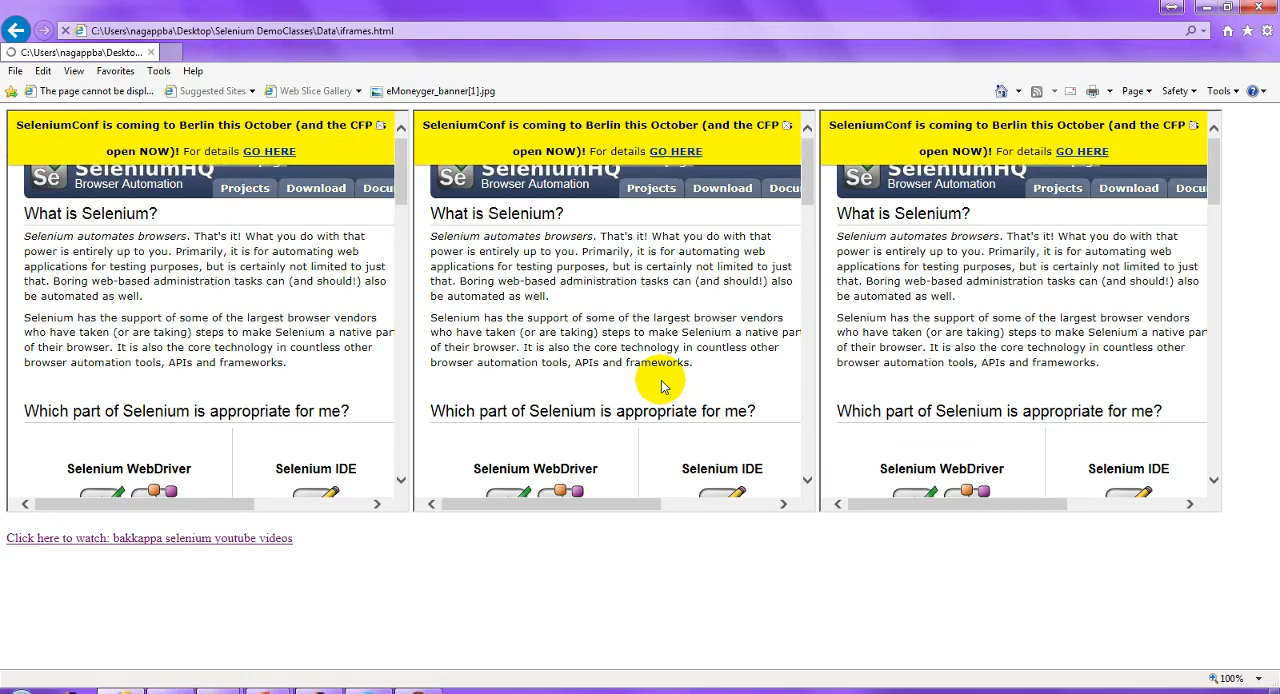 C:\Users\nagappba\Desktop\Selenium DemoClasses\Data\iframes.html
C:\Users\nagappba\Deskto...
File Edit View Favorites Tools Help
The page cannot be displ... Suggested Sites Web Slice Gallery eMoneyger_banner[1].jpg Page Safety Tools
SeleniumConf is coming to Berlin this October (and the CFP
open NOW)! For details GO HERE
SeleniumHQ
Se Browser Automation
Projects Download Docu
What is Selenium?
Selenium automates browsers. That's it! What you do with that
power is entirely up to you. Primarily, it is for automating web
applications for testing purposes, but is certainly not limited to just
that. Boring web-based administration tasks can (and should!) also
be automated as well.
Selenium has the support of some of the largest browser vendors
who have taken (or are taking) steps to make Selenium a native part
of their browser. It is also the core technology in countless other
browser automation tools, APIs and frameworks.
Which part of Selenium is appropriate for me?
Selenium WebDriver Selenium IDE
SeleniumConf is coming to Berlin this October (and the CFP
open NOW)! For details GO HERE
SeleniumHQ
Se Browser Automation
Projects Download Docu
What is Selenium?
Selenium automates browsers. That's it! What you do with that
power is entirely up to you. Primarily, it is for automating web
applications for testing purposes, but is certainly not limited to just
that. Boring web-based administration tasks can (and should!) also
be automated as well.
Selenium has the support of some of the largest browser vendors
who have taken (or are taking) steps to make Selenium a native part
of their browser. It is also the core technology in countless other
browser automation tools, APIs and frameworks.
Which part of Selenium is appropriate for me?
Selenium WebDriver Selenium IDE
SeleniumConf is coming to Berlin this October (and the CFP
open NOW)! For details GO HERE
SeleniumHQ
Se Browser Automation
Projects Download Docu
What is Selenium?
Selenium automates browsers. That's it! What you do with that
power is entirely up to you. Primarily, it is for automating web
applications for testing purposes, but is certainly not limited to just
that. Boring web-based administration tasks can (and should!) also
be automated as well.
Selenium has the support of some of the largest browser vendors
who have taken (or are taking) steps to make Selenium a native part
of their browser. It is also the core technology in countless other
browser automation tools, APIs and frameworks.
Which part of Selenium is appropriate for me?
Selenium WebDriver Selenium IDE
Click here to watch: bakkappa selenium youtube videos
100%